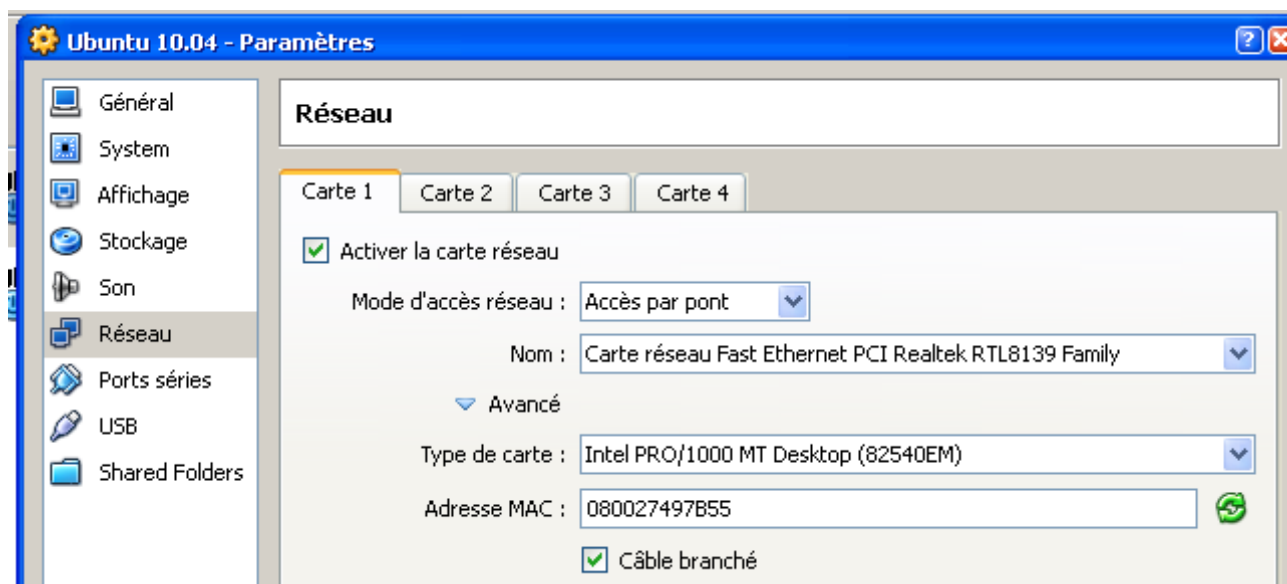 Ubuntu 10.04 - Paramètres
Général
System
Affichage
Stockage
Son
Réseau
Ports séries
USB
Shared Folders
Réseau
Carte 1 Carte 2 Carte 3 Carte 4
Activer la carte réseau
Mode d'accès réseau : Accès par pont
Nom : Carte réseau Fast Ethernet PCI Realtek RTL8139 Family
Avancé
Type de carte : Intel PRO/1000 MT Desktop (82540EM)
Adresse MAC : 080027497B55
Câble branché